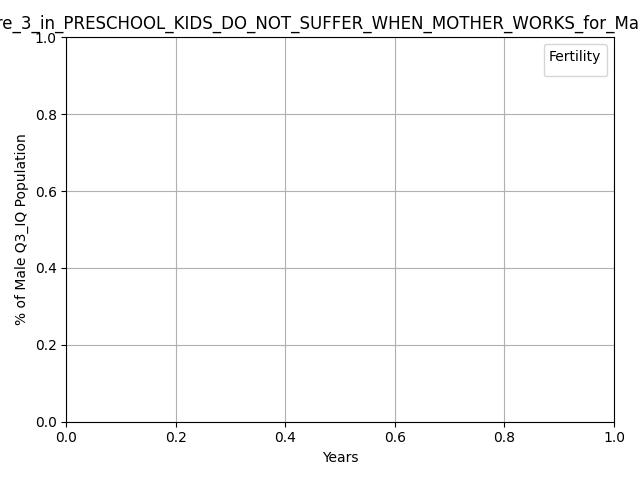 re_3_in_PRESCHOOL_KIDS_DO_NOT_SUFFER_WHEN_MOTHER_WORKS_for_Ma
Fertility
% of Male Q3_IQ Population
1.0
0.8
0.6
0.4
0.2
0.0
0.0 0.2 0.4 0.6 0.8 1.0
Years